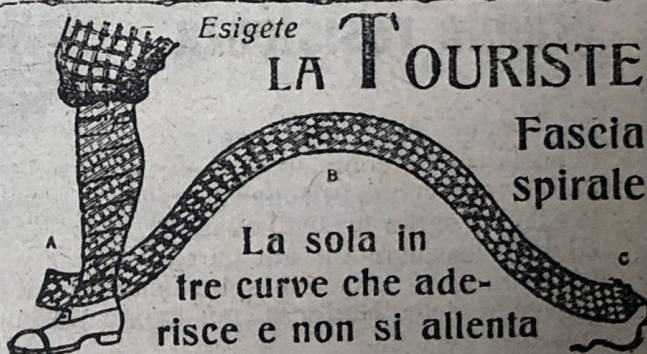 Esigete
LA TOURISTE
Fascia
spirale
A
B
C
La sola in
tre curve che ade-
risce e non si allenta